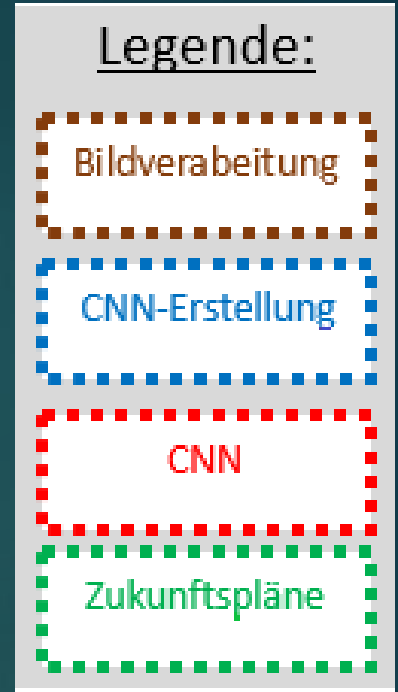 Legende:
Bildverabeitung
CNN-Erstellung
CNN
Zukunftspläne